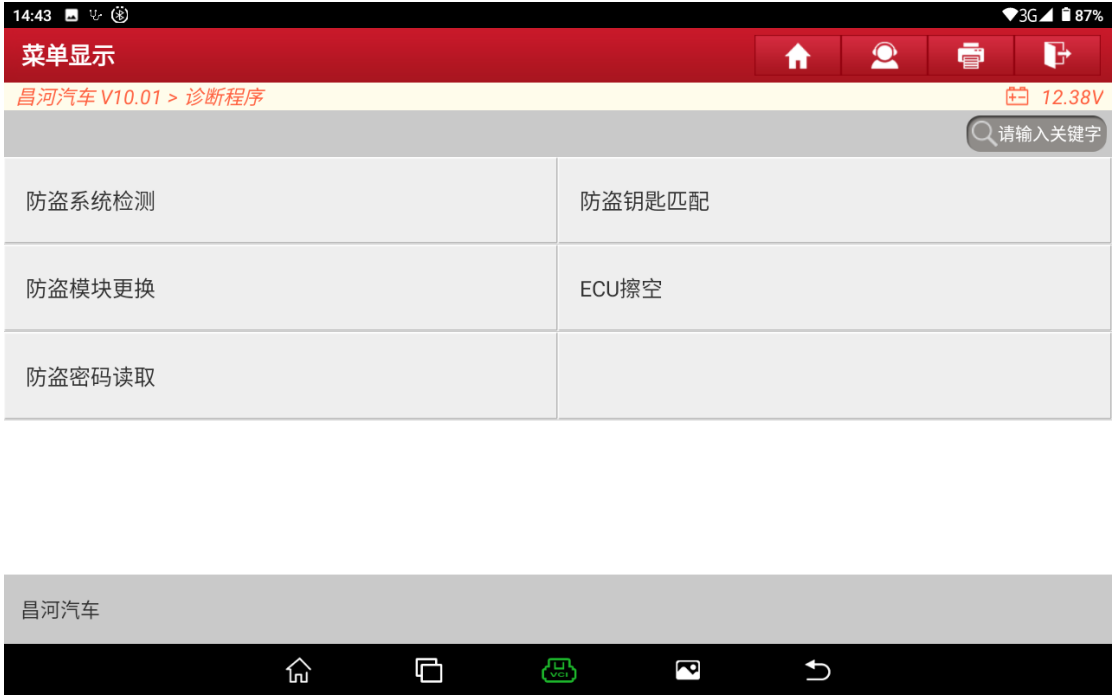 14:43 3G 87%
菜单显示
昌河汽车 V10.01 > 诊断程序 12.38V
请输入关键字
防盗系统检测 防盗钥匙匹配
防盗模块更换 ECU擦空
防盗密码读取
昌河汽车
VCI